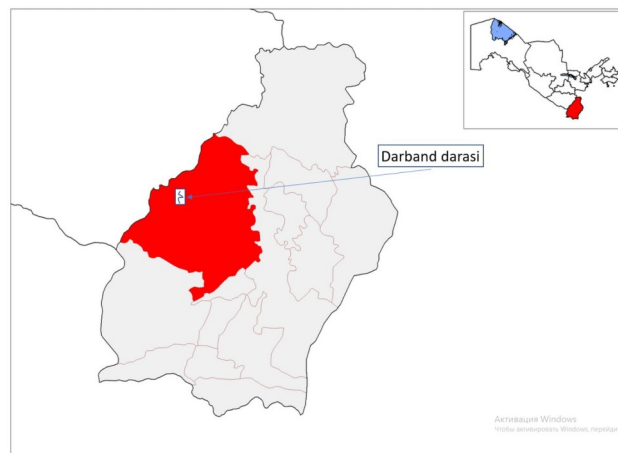 Darband darasi
Активация Windows
Чтобы активировать Windows, перейди